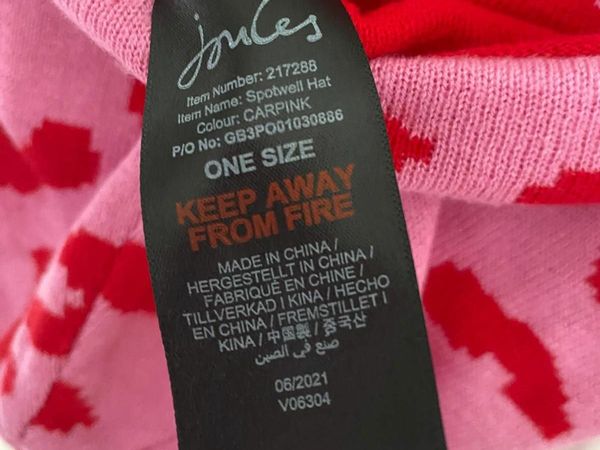 Joules
Item Number: 217288
Item Name: Spotwell Hat
Colour: CARPINK
P/O No: GB3PO01030886
ONE SIZE
KEEP AWAY
FROM FIRE
MADE IN CHINA /
HERGESTELLT IN CHINA /
FABRIQUÉ EN CHINE /
TILLVERKAD I KINA / HECHO
EN CHINA / FREMSTILLET I
KINA / 中国製 / 중국산
صنع في الصين
06/2021
V06304